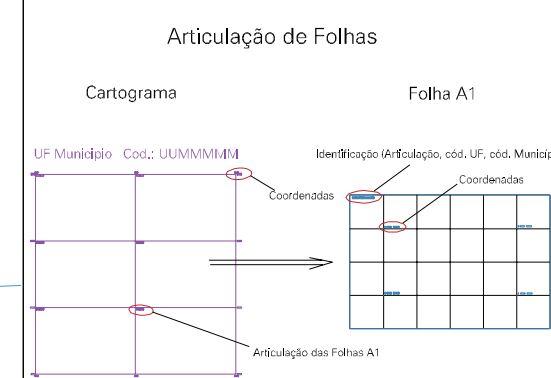 Articulação de Folhas
Cartograma
Folha A1
UF Municipio Cod.: UUMMMMM
Identificação (Articulação, cód. UF, cód. Municíp
Coordenadas
Coordenadas
Articulação das Folhas A1